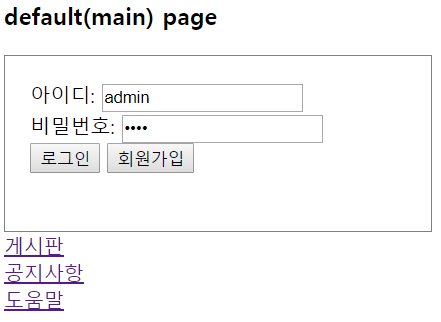 default(main) page
아이디: admin
비밀번호: ••••
로그인 회원가입
게시판
공지사항
도움말